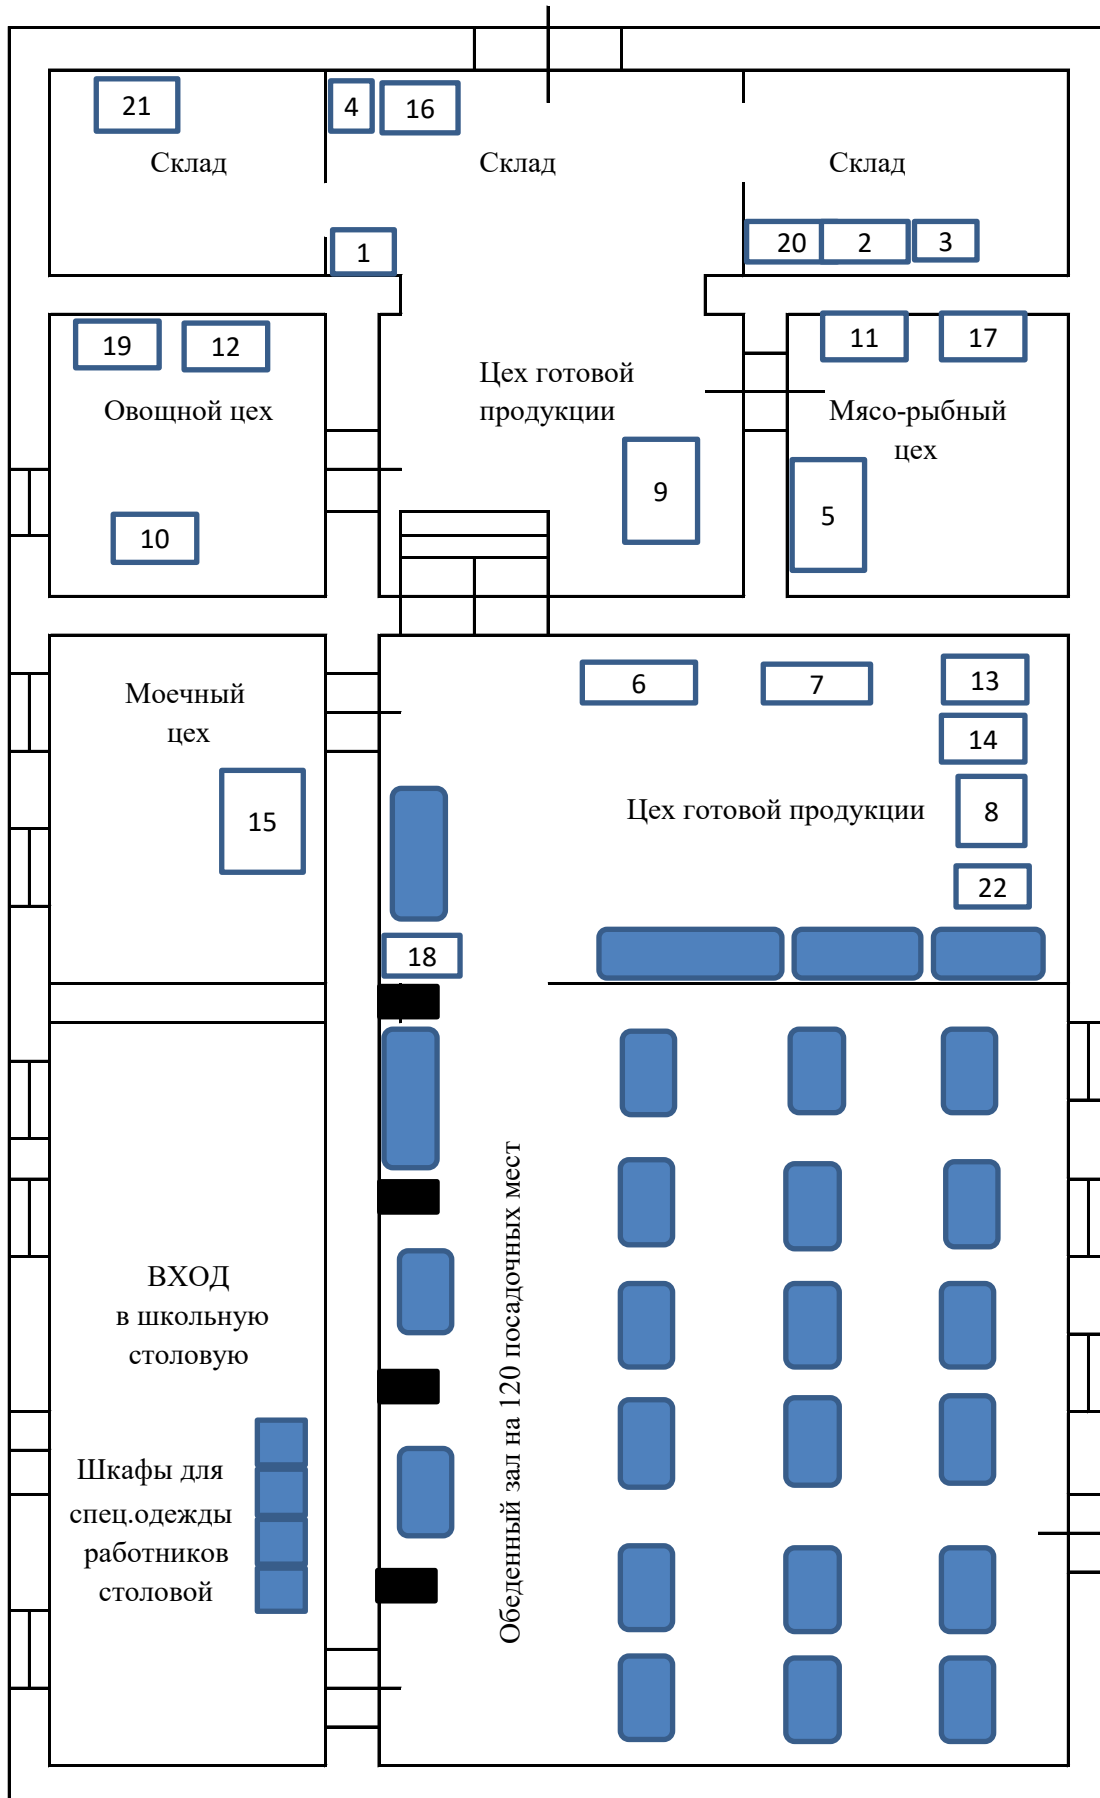 21
4
16
Склад
Склад
Склад
1
20
2
3
19
12
11
17
Овощной цех
Цех готовой
продукции
Мясо-рыбный
цех
9
5
10
6
7
13
14
Моечный
цех
15
Цех готовой продукции
8
22
18
Обеденный зал на 120 посадочных мест
ВХОД
в школьную
столовую
Шкафы для
спец.одежды
работников
столовой